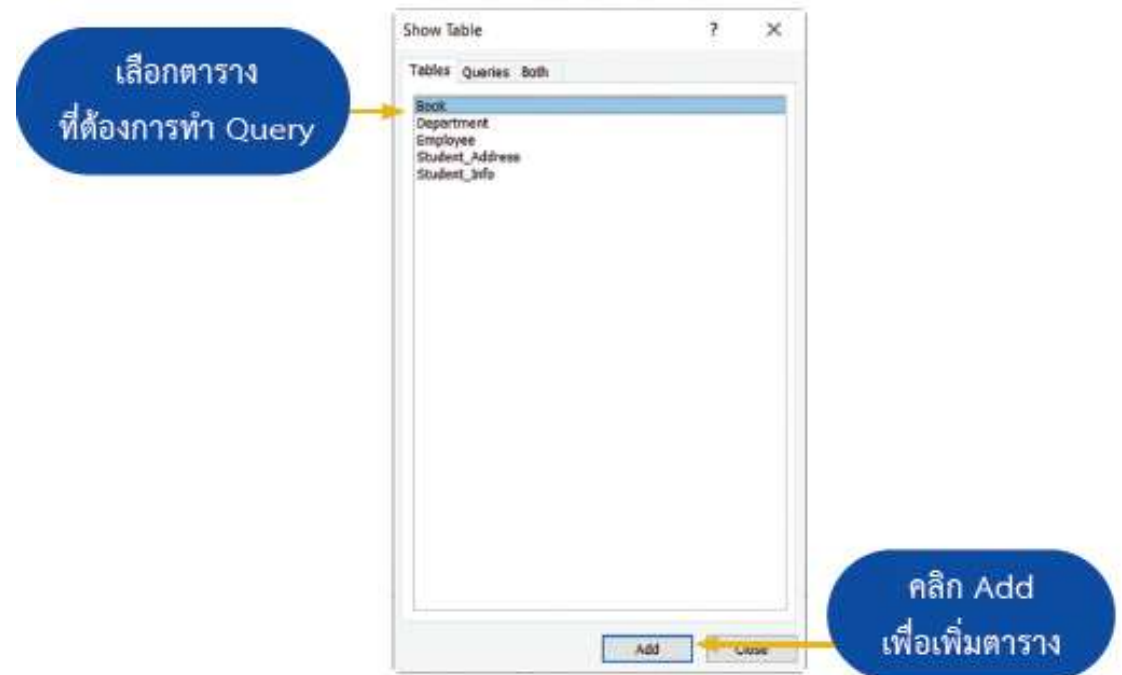 Show Table ? ×
Tables Queries Both
เลือกตาราง
ที่ต้องการทำ Query
Book
Department
Employee
Student_Address
Student_Info
คลิก Add
เพื่อเพิ่มตาราง
Add Close